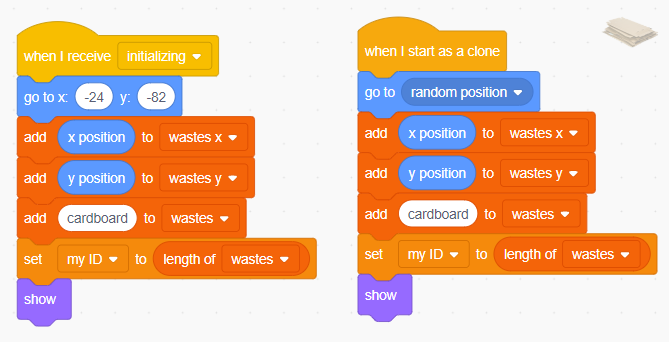 when I receive initializing
go to x: -24 y: -82
add x position to wastes x
add y position to wastes y
add cardboard to wastes
set my ID to length of wastes
show
when I start as a clone
go to random position
add x position to wastes x
add y position to wastes y
add cardboard to wastes
set my ID to length of wastes
show